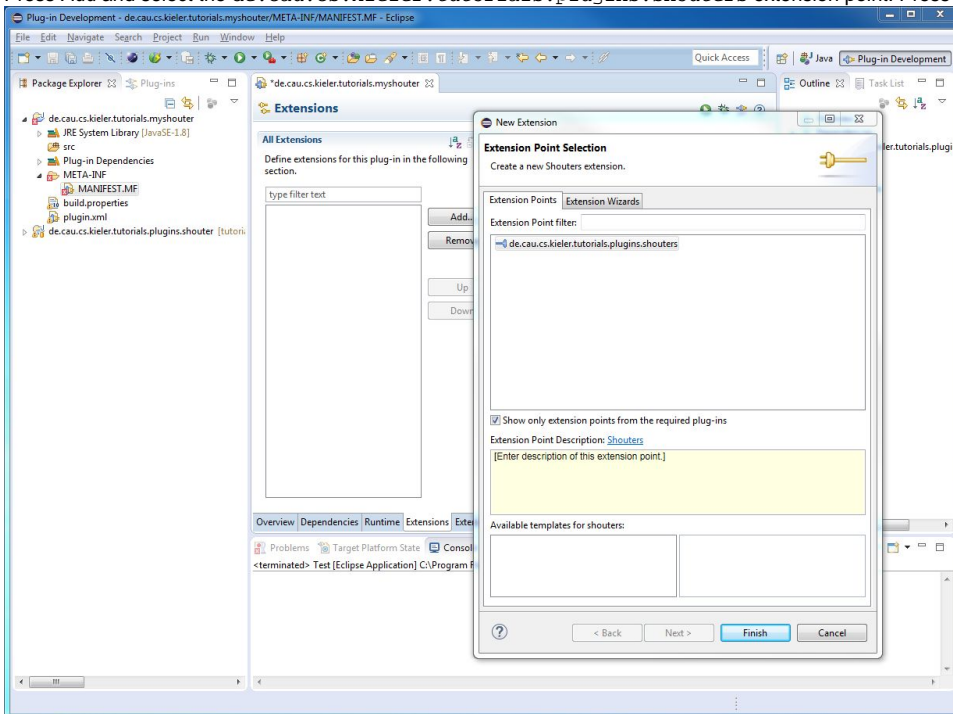 Plug-in Development - de.cau.cs.kieler.tutorials.myshouter/META-INF/MANIFEST.MF - Eclipse
File Edit Navigate Search Project Run Window Help
Quick Access
Java
Plug-in Development
Package Explorer
Plug-ins
*de.cau.cs.kieler.tutorials.myshouter
Outline
Task List
de.cau.cs.kieler.tutorials.myshouter
JRE System Library [JavaSE-1.8]
src
Plug-in Dependencies
META-INF
MANIFEST.MF
build.properties
plugin.xml
de.cau.cs.kieler.tutorials.plugins.shouter [tutori
Extensions
All Extensions
Define extensions for this plug-in in the following
section.
type filter text
Add..
Remov
Up
Down
Overview Dependencies Runtime Extensions Exte
Problems Target Platform State Consol
<terminated> Test [Eclipse Application] C:\Program F
ler.tutorials.plugi
New Extension
Extension Point Selection
Create a new Shouters extension.
Extension Points Extension Wizards
Extension Point filter:
de.cau.cs.kieler.tutorials.plugins.shouters
Show only extension points from the required plug-ins
Extension Point Description: Shouters
[Enter description of this extension point.]
Available templates for shouters:
< Back Next > Finish Cancel